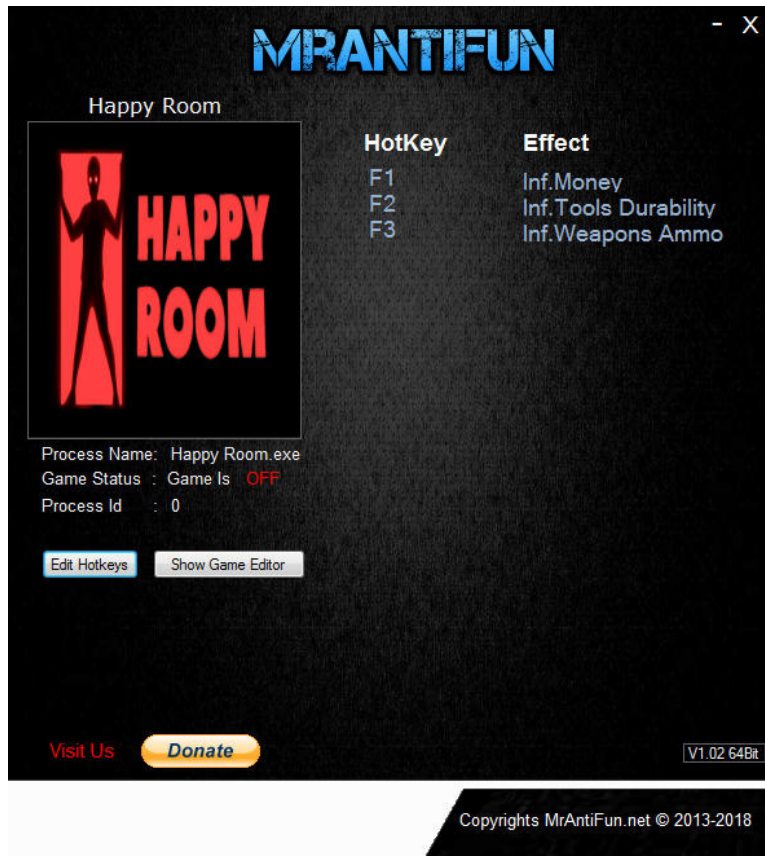 - X
MRANTIFUN
Happy Room
HAPPY
ROOM
HotKey Effect
F1 Inf.Money
F2 Inf.Tools Durability
F3 Inf.Weapons Ammo
Process Name: Happy Room.exe
Game Status : Game Is OFF
Process Id : 0
Edit Hotkeys Show Game Editor
Visit Us Donate V1.02 64Bit
Copyrights MrAntiFun.net © 2013-2018